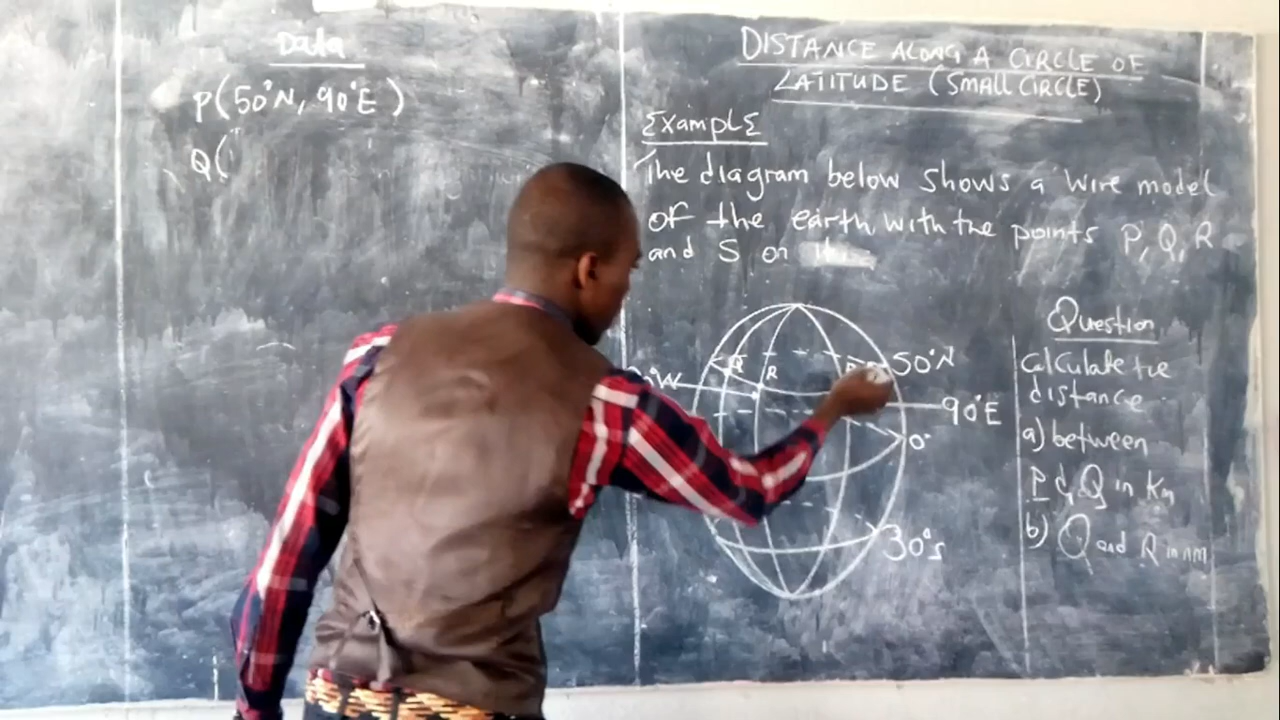 Data
P(50°N, 90°E)
Q(
DISTANCE ALONG A CIRCLE OF
LATITUDE (SMALL CIRCLE)
Example
The diagram below shows a wire model
of the earth with the points P, Q, R
and S on
Q
R
50°N
°W
90°E
0°
30°s
Question
Calculate the
distance
a) between
P & Q in Km
b) Q and R in nm